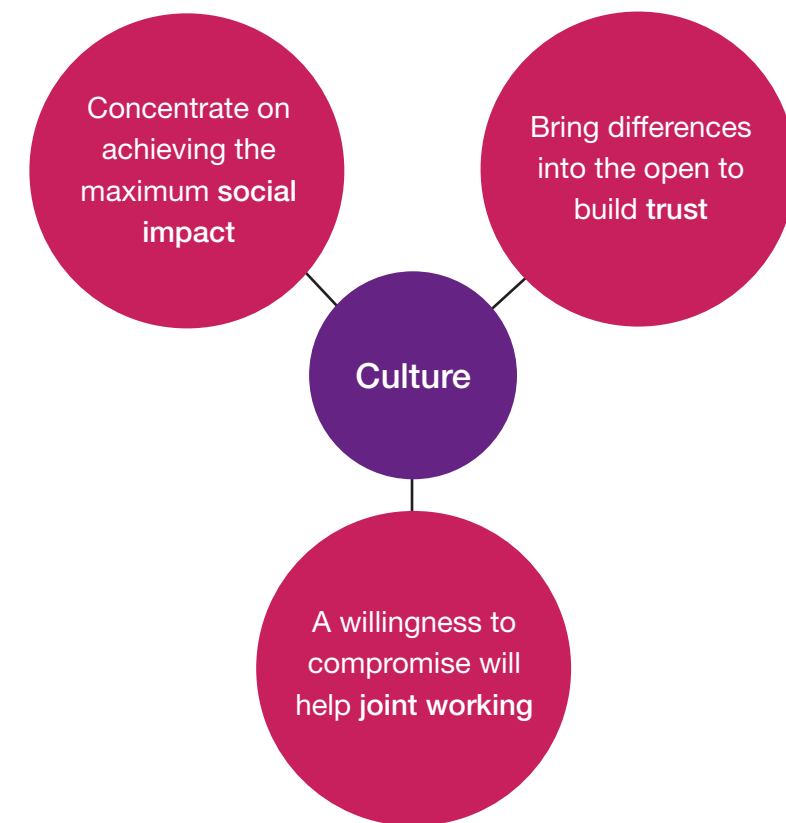 Concentrate on
achieving the
maximum social
impact
Bring differences
into the open to
build trust
Culture
A willingness to
compromise will
help joint working